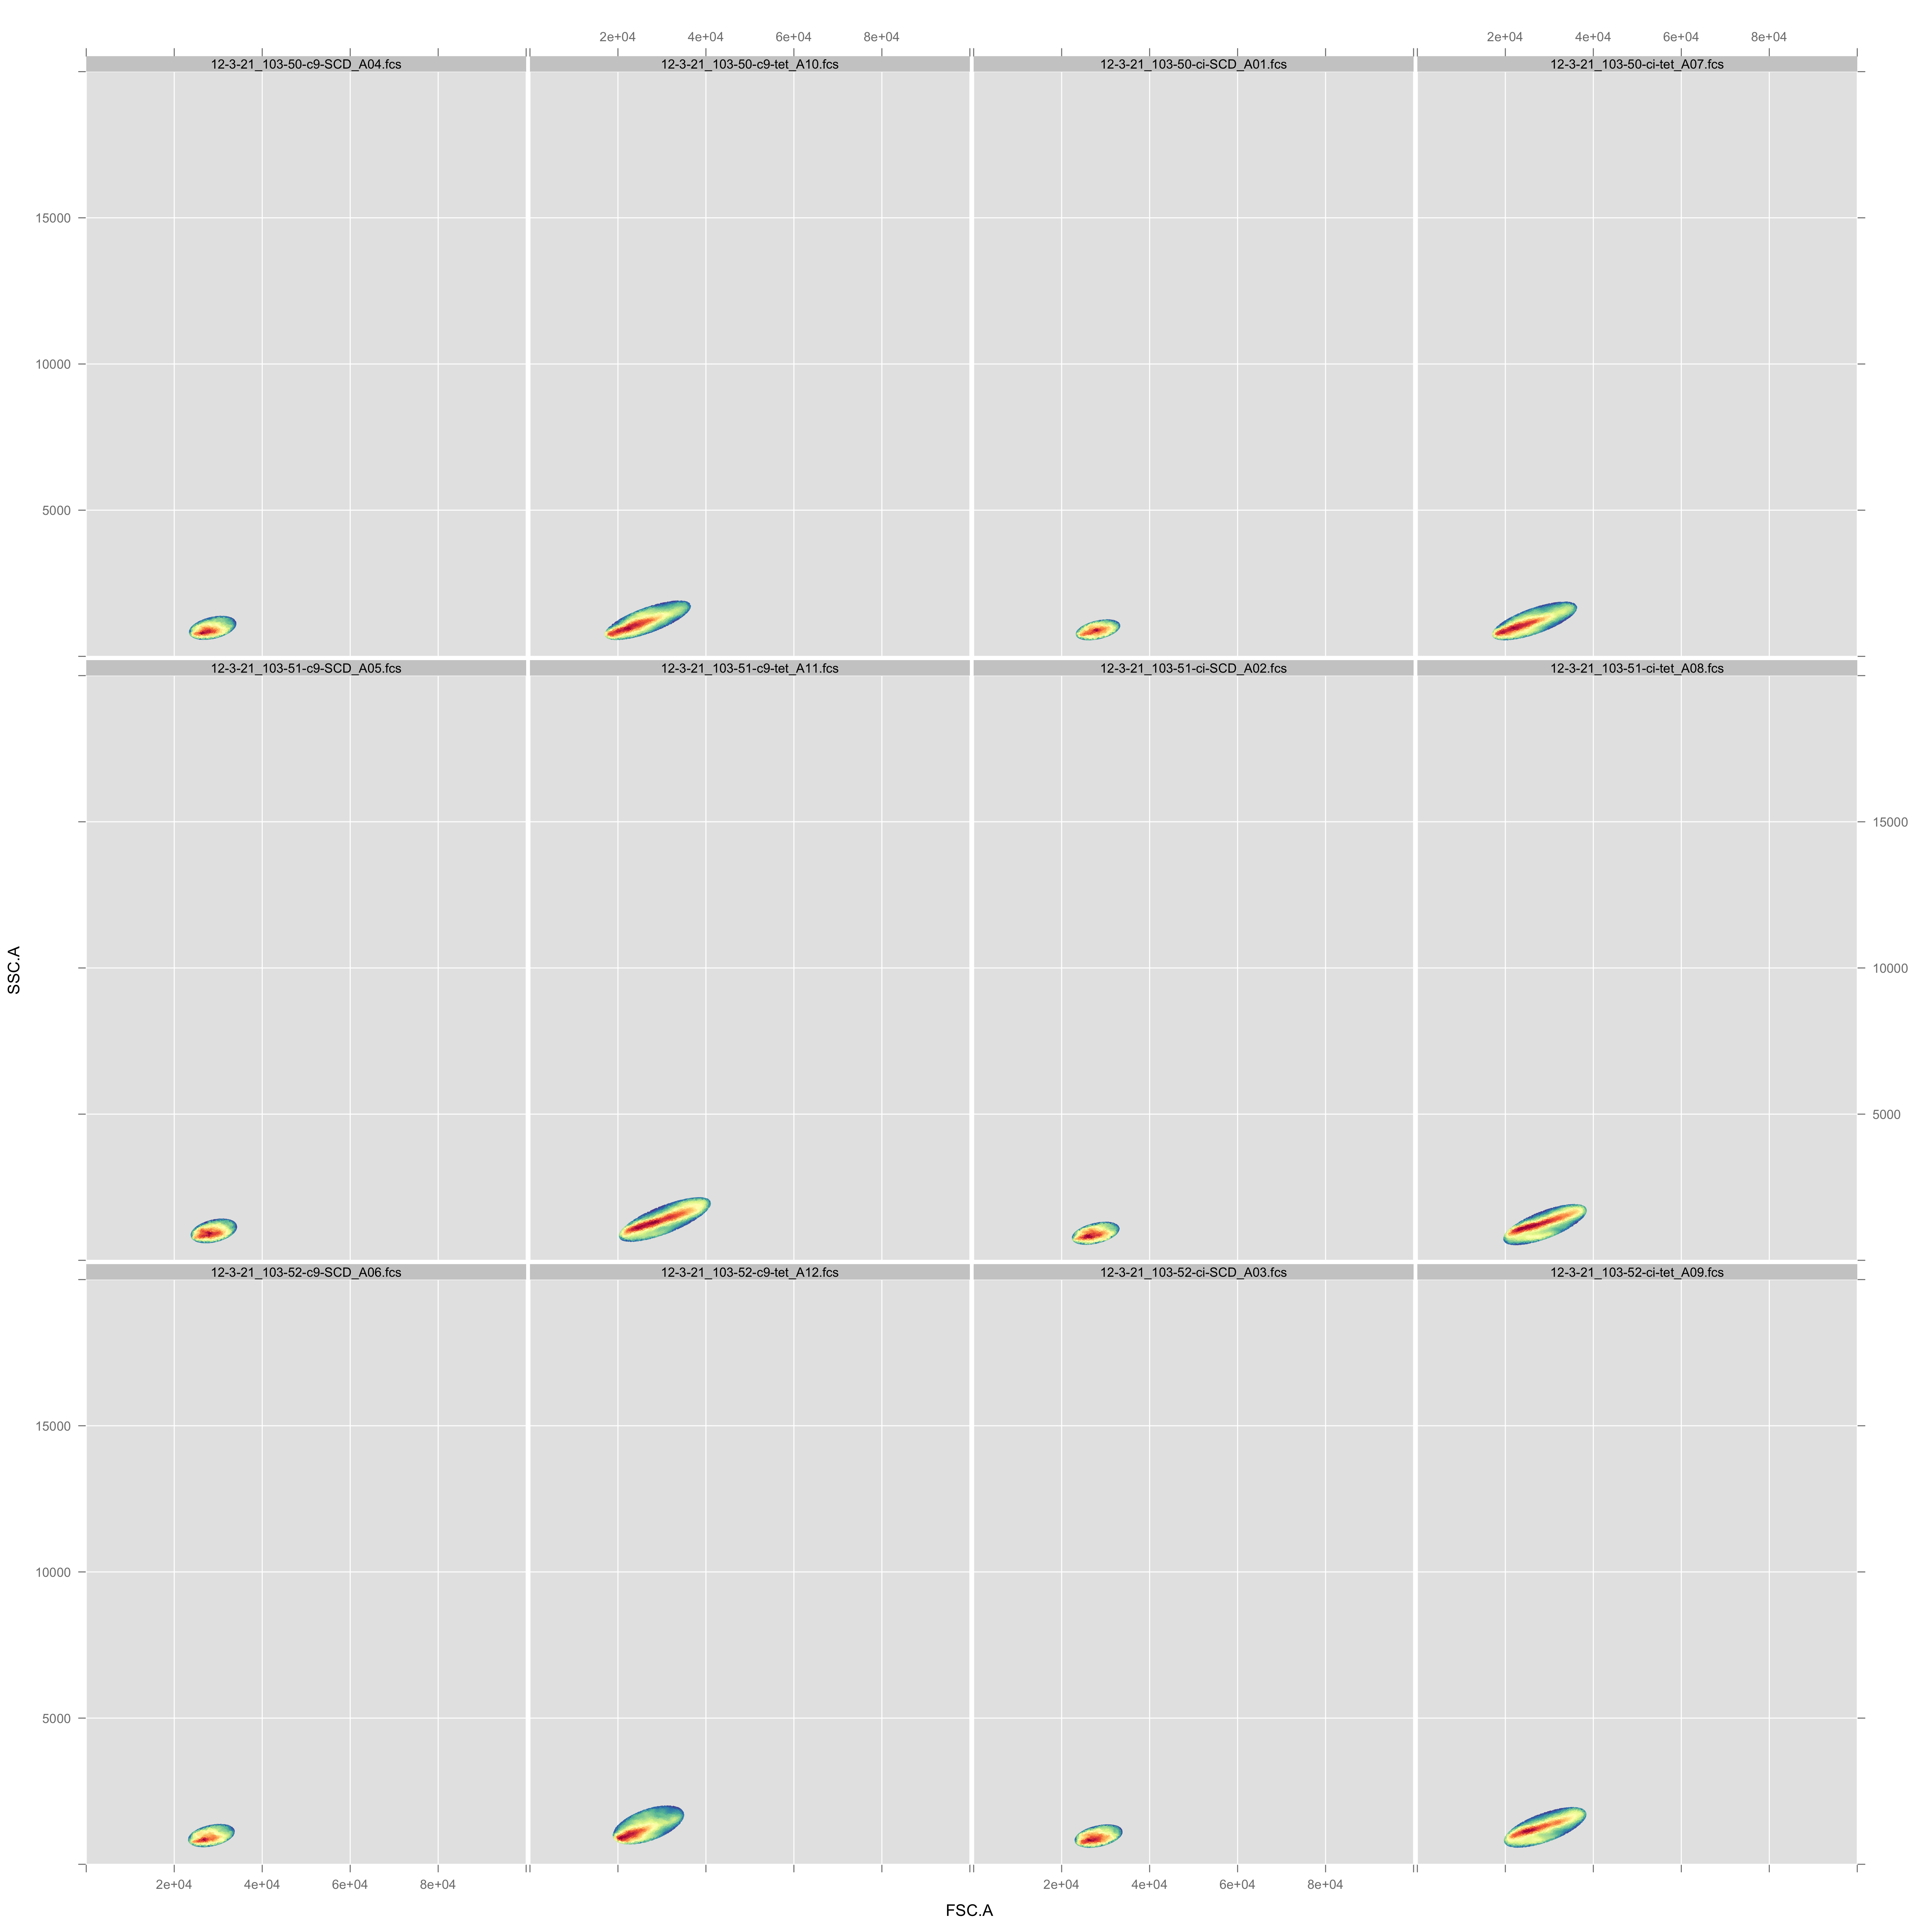 2e+04 4e+04 6e+04 8e+04 2e+04 4e+04 6e+04 8e+04
12-3-21_103-50-c9-SCD_A04.fcs 12-3-21_103-50-c9-tet_A10.fcs 12-3-21_103-50-ci-SCD_A01.fcs 12-3-21_103-50-ci-tet_A07.fcs
15000
10000
5000
12-3-21_103-51-c9-SCD_A05.fcs 12-3-21_103-51-c9-tet_A11.fcs 12-3-21_103-51-ci-SCD_A02.fcs 12-3-21_103-51-ci-tet_A08.fcs
15000
SSC.A
10000
5000
12-3-21_103-52-c9-SCD_A06.fcs 12-3-21_103-52-c9-tet_A12.fcs 12-3-21_103-52-ci-SCD_A03.fcs 12-3-21_103-52-ci-tet_A09.fcs
15000
10000
5000
2e+04 4e+04 6e+04 8e+04 2e+04 4e+04 6e+04 8e+04
FSC.A